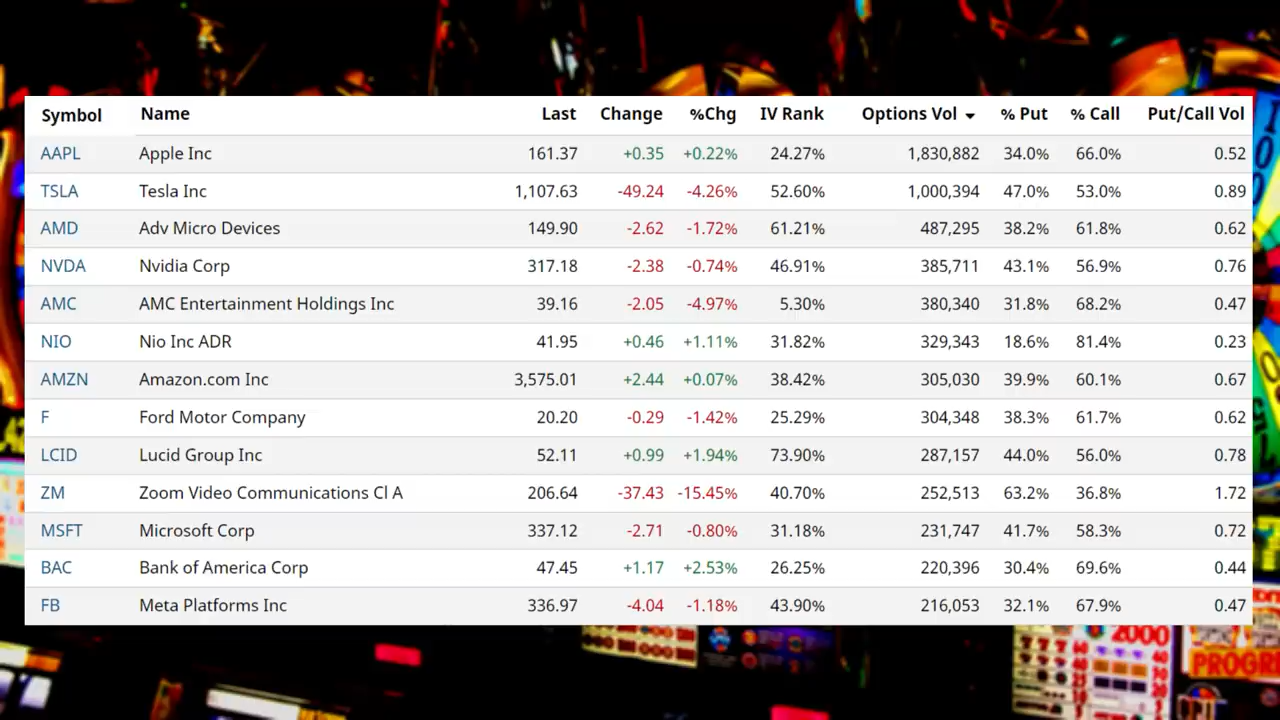 Symbol Name Last Change %Chg IV Rank Options Vol % Put % Call Put/Call Vol
AAPL Apple Inc 161.37 +0.35 +0.22% 24.27% 1,830,882 34.0% 66.0% 0.52
TSLA Tesla Inc 1,107.63 -49.24 -4.26% 52.60% 1,000,394 47.0% 53.0% 0.89
AMD Adv Micro Devices 149.90 -2.62 -1.72% 61.21% 487,295 38.2% 61.8% 0.62
NVDA Nvidia Corp 317.18 -2.38 -0.74% 46.91% 385,711 43.1% 56.9% 0.76
AMC AMC Entertainment Holdings Inc 39.16 -2.05 -4.97% 5.30% 380,340 31.8% 68.2% 0.47
NIO Nio Inc ADR 41.95 +0.46 +1.11% 31.82% 329,343 18.6% 81.4% 0.23
AMZN Amazon.com Inc 3,575.01 +2.44 +0.07% 38.42% 305,030 39.9% 60.1% 0.67
F Ford Motor Company 20.20 -0.29 -1.42% 25.29% 304,348 38.3% 61.7% 0.62
LCID Lucid Group Inc 52.11 +0.99 +1.94% 73.90% 287,157 44.0% 56.0% 0.78
ZM Zoom Video Communications Cl A 206.64 -37.43 -15.45% 40.70% 252,513 63.2% 36.8% 1.72
MSFT Microsoft Corp 337.12 -2.71 -0.80% 31.18% 231,747 41.7% 58.3% 0.72
BAC Bank of America Corp 47.45 +1.17 +2.53% 26.25% 220,396 30.4% 69.6% 0.44
FB Meta Platforms Inc 336.97 -4.04 -1.18% 43.90% 216,053 32.1% 67.9% 0.47
2000
PROGRE